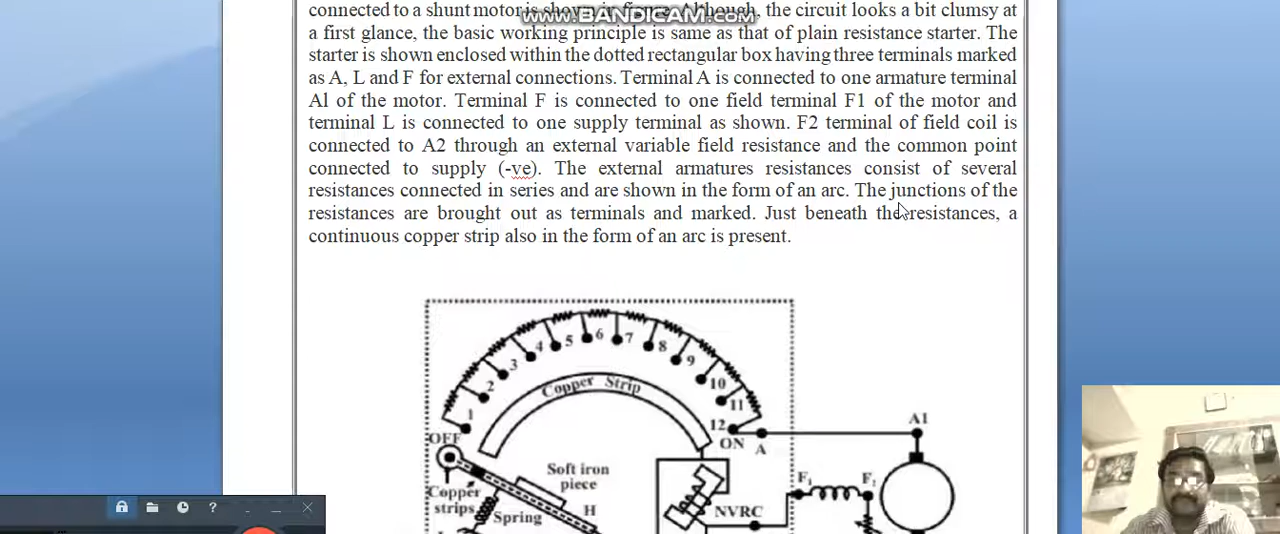 connected to a shunt motor is shown in figure. Although, the circuit looks a bit clumsy at
www.BANDICAM.com
a first glance, the basic working principle is same as that of plain resistance starter. The
starter is shown enclosed within the dotted rectangular box having three terminals marked
as A, L and F for external connections. Terminal A is connected to one armature terminal
Al of the motor. Terminal F is connected to one field terminal F1 of the motor and
terminal L is connected to one supply terminal as shown. F2 terminal of field coil is
connected to A2 through an external variable field resistance and the common point
connected to supply (-ve). The external armatures resistances consist of several
resistances connected in series and are shown in the form of an arc. The junctions of the
resistances are brought out as terminals and marked. Just beneath the resistances, a
continuous copper strip also in the form of an arc is present.
1
2
3
4
5
6
7
8
9
10
11
12
Copper Strip
OFF
ON
A
A1
Soft iron
piece
Copper
strips
Spring
H
NVRC
F1